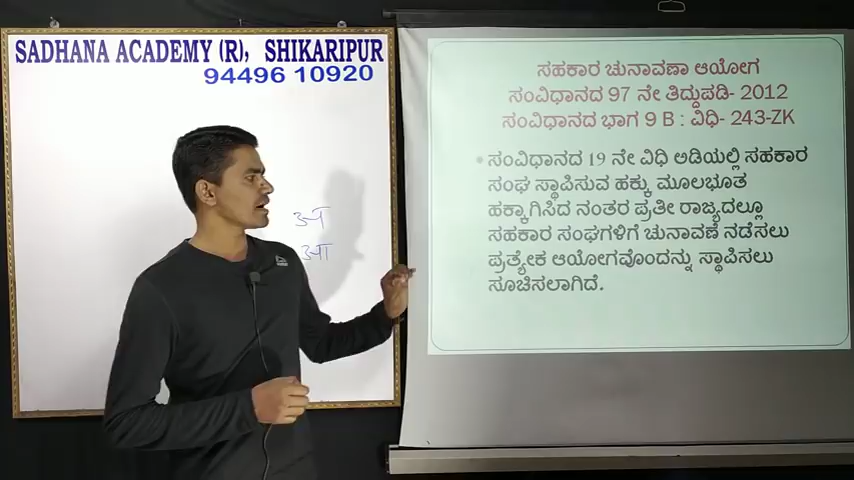 SADHANA ACADEMY (R), SHIKARIPUR
94496 10920
ಅ
ಆ
ಸಹಕಾರ ಚುನಾವಣಾ ಆಯೋಗ
ಸಂವಿಧಾನದ 97 ನೇ ತಿದ್ದುಪಡಿ- 2012
ಸಂವಿಧಾನದ ಭಾಗ 9 B : ವಿಧಿ- 243-ZK
ಸಂವಿಧಾನದ 19 ನೇ ವಿಧಿ ಅಡಿಯಲ್ಲಿ ಸಹಕಾರ
ಸಂಘ ಸ್ಥಾಪಿಸುವ ಹಕ್ಕು ಮೂಲಭೂತ
ಹಕ್ಕಾಗಿಸಿದ ನಂತರ ಪ್ರತೀ ರಾಜ್ಯದಲ್ಲೂ
ಸಹಕಾರ ಸಂಘಗಳಿಗೆ ಚುನಾವಣೆ ನಡೆಸಲು
ಪ್ರತ್ಯೇಕ ಆಯೋಗವೊಂದನ್ನು ಸ್ಥಾಪಿಸಲು
ಸೂಚಿಸಲಾಗಿದೆ.